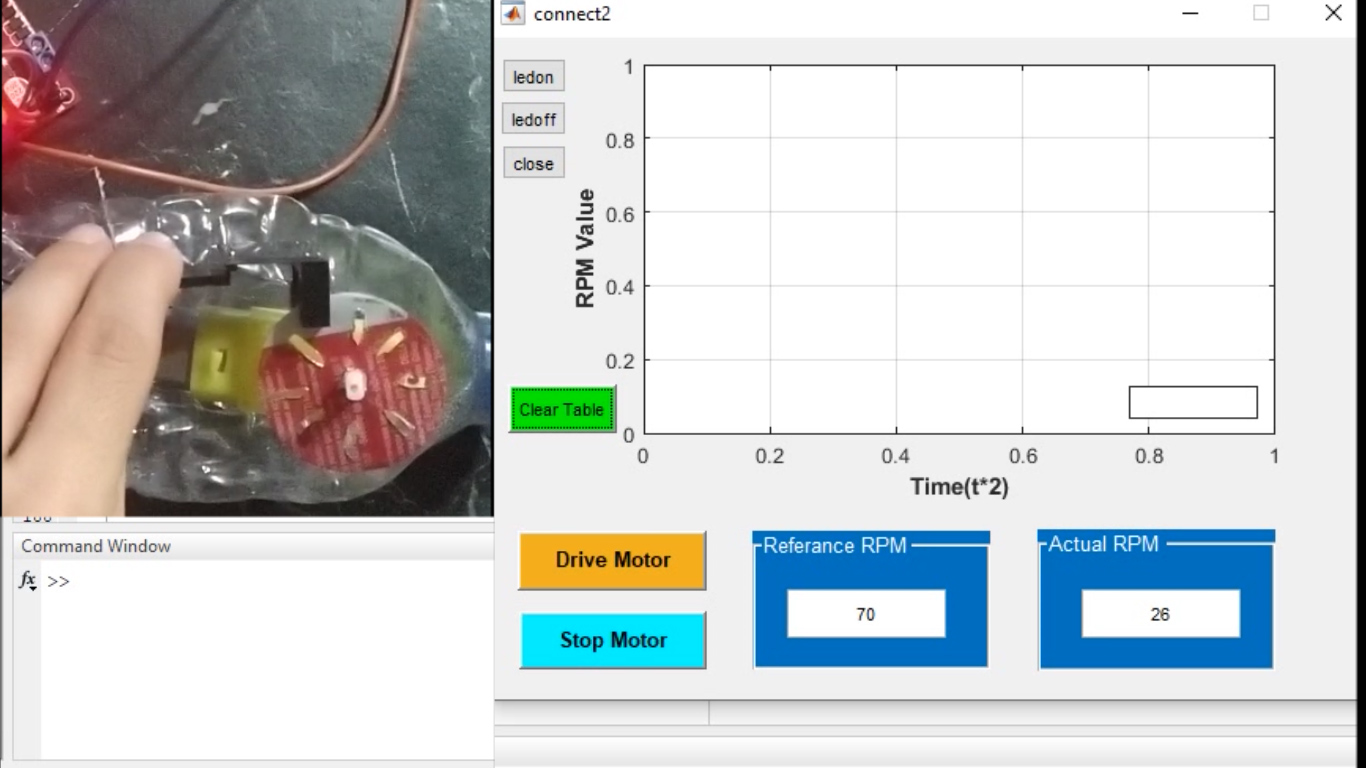 connect2
ledon
ledoff
close
Clear Table
RPM Value
1
0.8
0.6
0.4
0.2
0
0 0.2 0.4 0.6 0.8 1
Time(t*2)
Command Window
fx >>
Drive Motor
Stop Motor
Referance RPM
70
Actual RPM
26